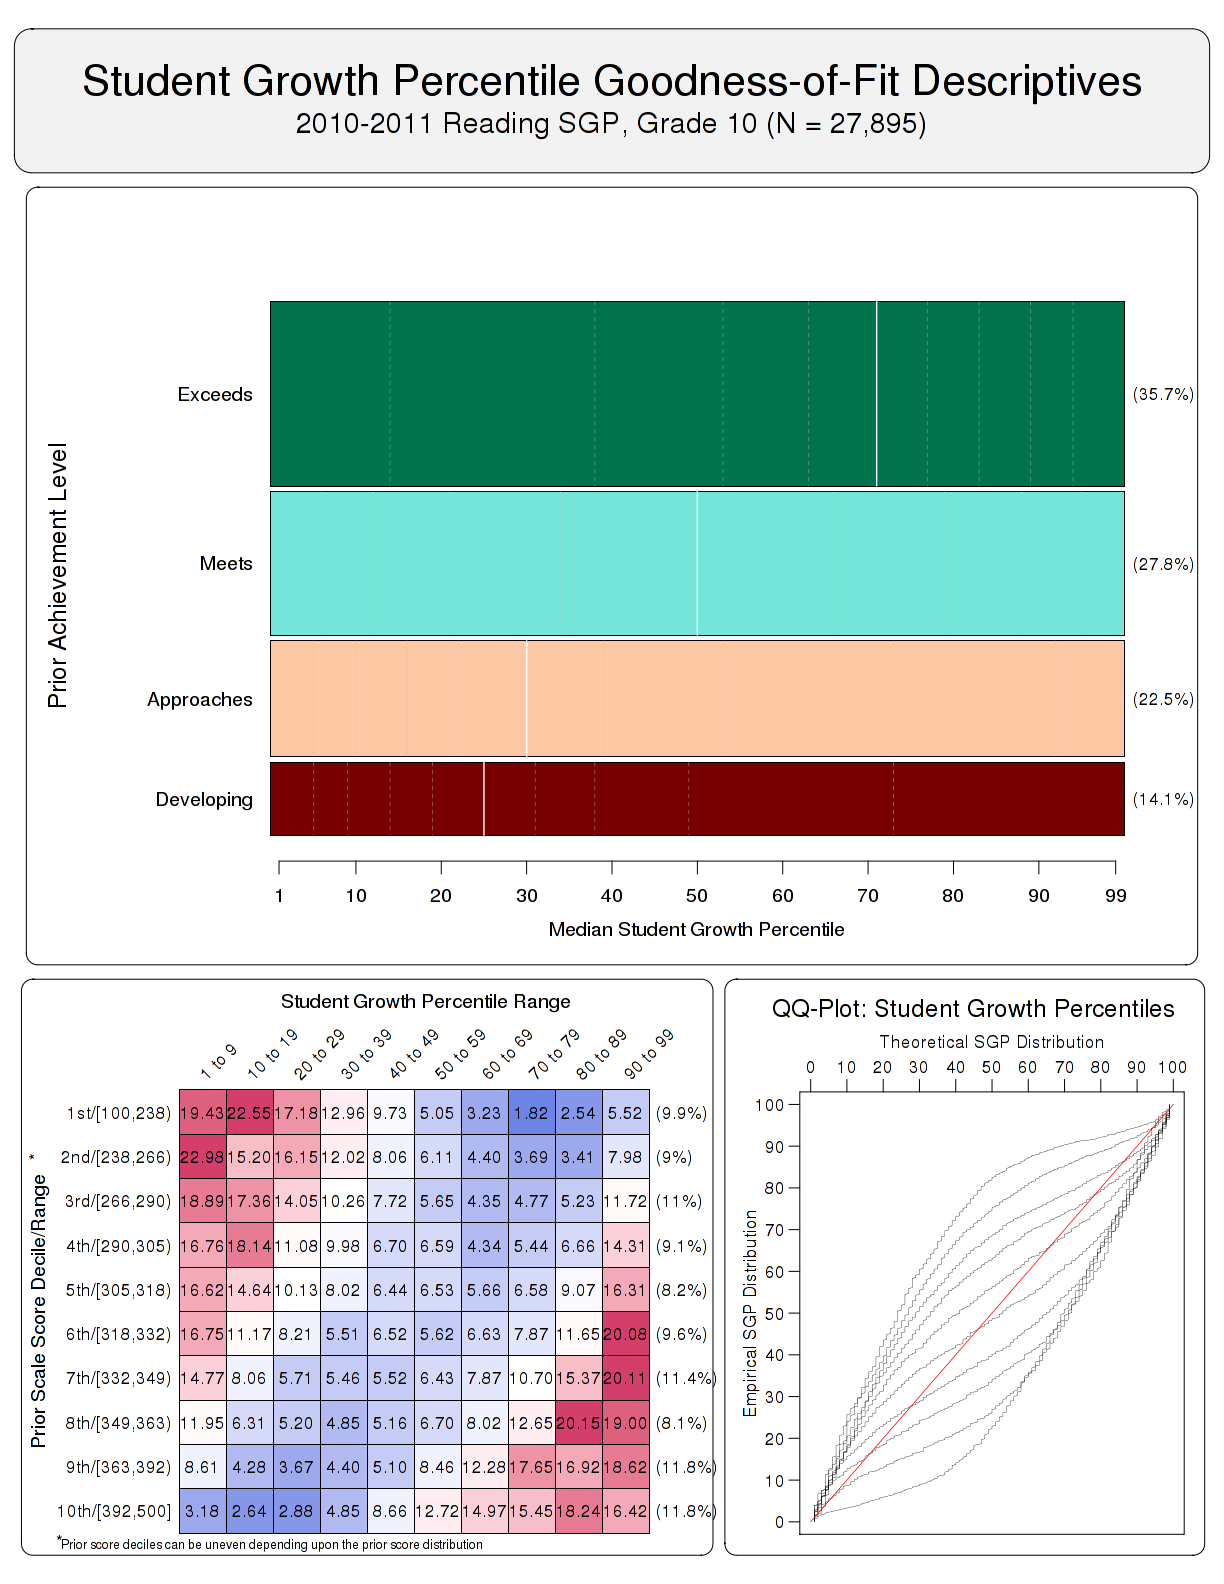 Student Growth Percentile Goodness-of-Fit Descriptives
2010-2011 Reading SGP, Grade 10 (N = 27,895)
Prior Achievement Level
Exceeds (35.7%)
Meets (27.8%)
Approaches (22.5%)
Developing (14.1%)
1 10 20 30 40 50 60 70 80 90 99
Median Student Growth Percentile
Student Growth Percentile Range
1 to 9 10 to 19 20 to 29 30 to 39 40 to 49 50 to 59 60 to 69 70 to 79 80 to 89 90 to 99
Prior Scale Score Decile/Range *
1st/[100,238) 19.43 22.55 17.18 12.96 9.73 5.05 3.23 1.82 2.54 5.52 (9.9%)
2nd/[238,266) 22.98 15.20 16.15 12.02 8.06 6.11 4.40 3.69 3.41 7.98 (9%)
3rd/[266,290) 18.89 17.36 14.05 10.26 7.72 5.65 4.35 4.77 5.23 11.72 (11%)
4th/[290,305) 16.76 18.14 11.08 9.98 6.70 6.59 4.34 5.44 6.66 14.31 (9.1%)
5th/[305,318) 16.62 14.64 10.13 8.02 6.44 6.53 5.66 6.58 9.07 16.31 (8.2%)
6th/[318,332) 16.75 11.17 8.21 5.51 6.52 5.62 6.63 7.87 11.65 20.08 (9.6%)
7th/[332,349) 14.77 8.06 5.71 5.46 5.52 6.43 7.87 10.70 15.37 20.11 (11.4%)
8th/[349,363) 11.95 6.31 5.20 4.85 5.16 6.70 8.02 12.65 20.15 19.00 (8.1%)
9th/[363,392) 8.61 4.28 3.67 4.40 5.10 8.46 12.28 17.65 16.92 18.62 (11.8%)
10th/[392,500] 3.18 2.64 2.88 4.85 8.66 12.72 14.97 15.45 18.24 16.42 (11.8%)
*Prior score deciles can be uneven depending upon the prior score distribution
QQ-Plot: Student Growth Percentiles
Theoretical SGP Distribution
0 10 20 30 40 50 60 70 80 90 100
Empirical SGP Distribution
100
90
80
70
60
50
40
30
20
10
0